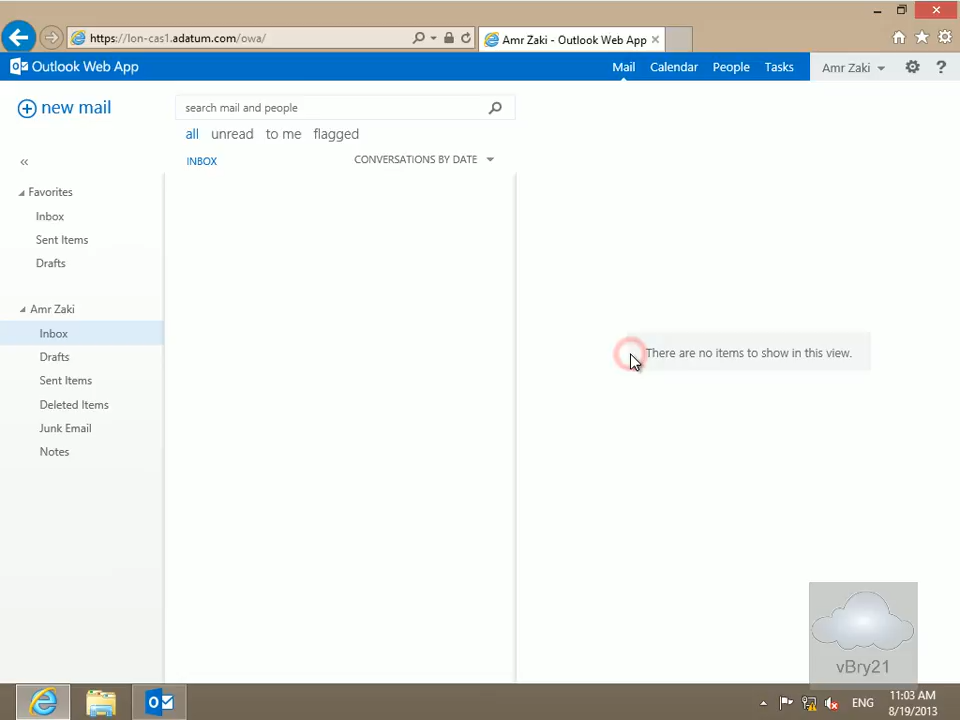 https://lon-cas1.adatum.com/owa/
Amr Zaki - Outlook Web App
Outlook Web App
Mail
Calendar
People
Tasks
Amr Zaki
?
new mail
search mail and people
all unread to me flagged
INBOX
CONVERSATIONS BY DATE
Favorites
Inbox
Sent Items
Drafts
Amr Zaki
Inbox
Drafts
Sent Items
Deleted Items
Junk Email
Notes
There are no items to show in this view.
vBry21
ENG
11:03 AM
8/19/2013